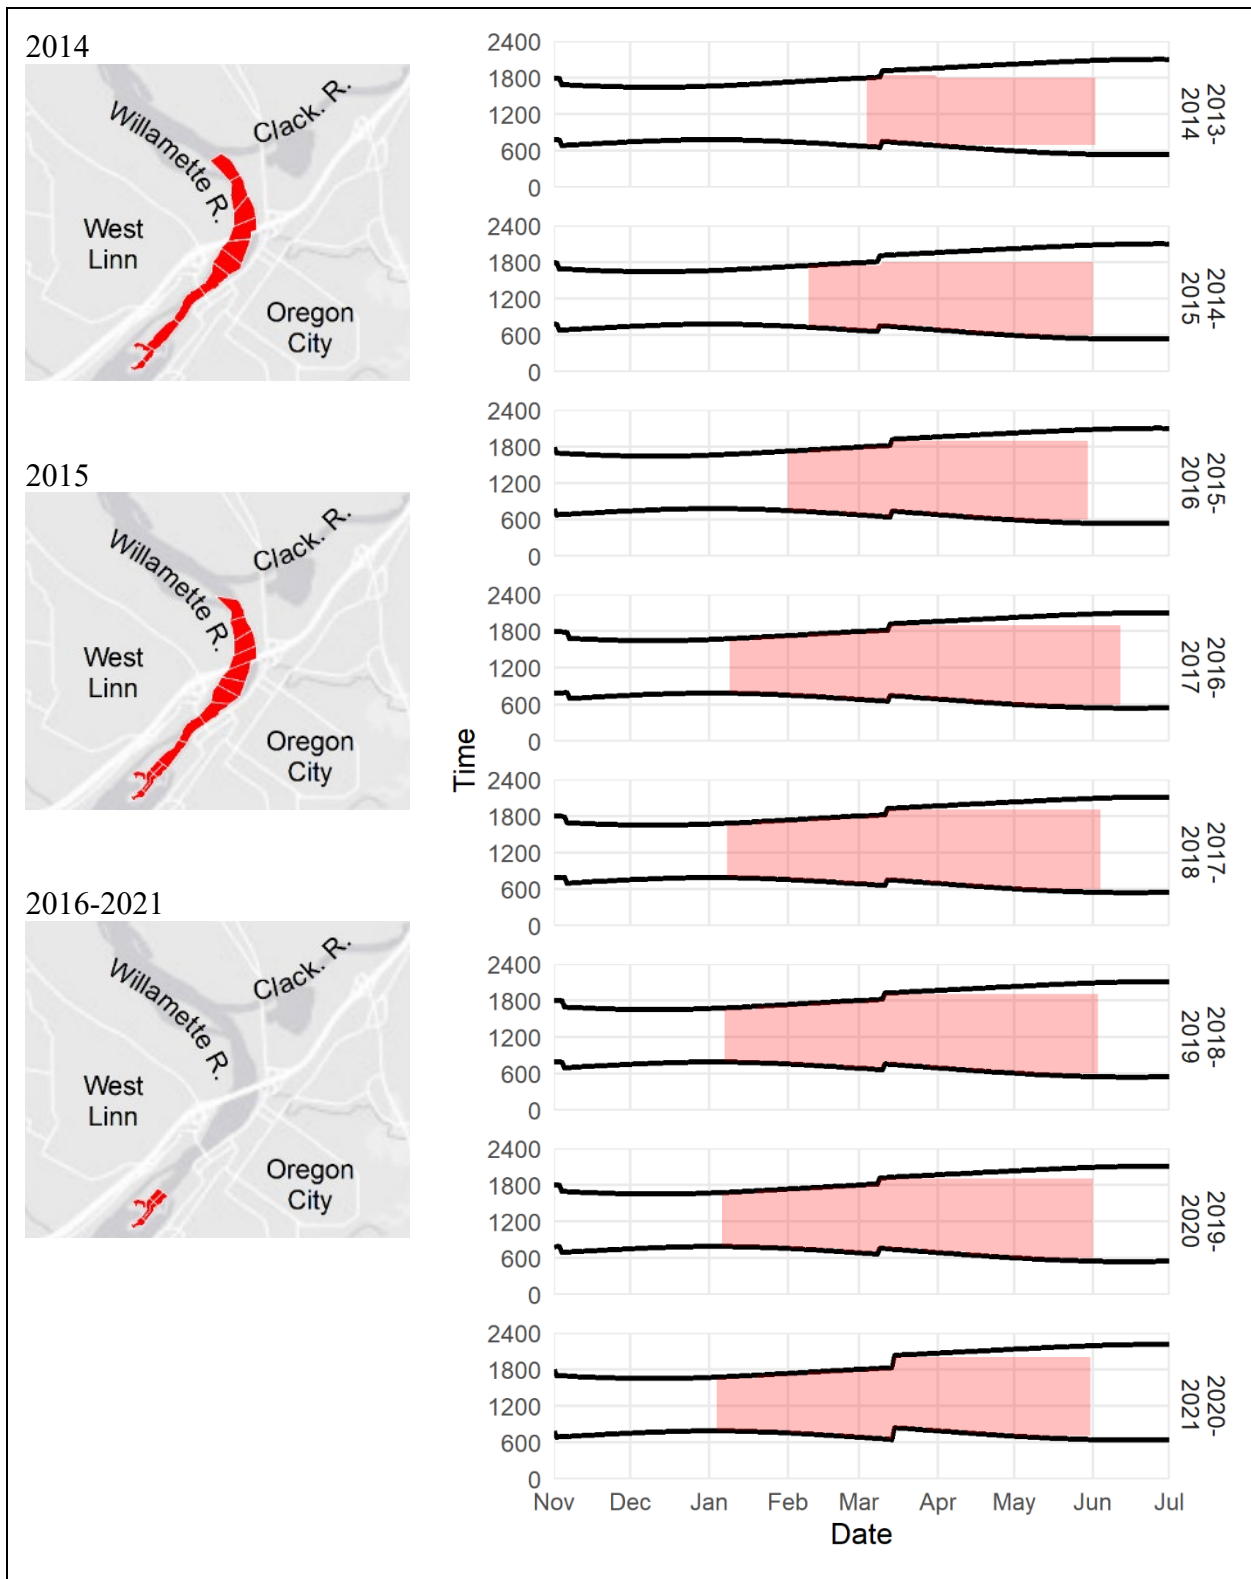 2014
Willamette R.
Clack. R.
West
Linn
Oregon
City
2015
Willamette R.
Clack. R.
West
Linn
Oregon
City
2016-2021
Willamette R.
Clack. R.
West
Linn
Oregon
City
Time
2400
1800
1200
600
0
2013-
2014
2400
1800
1200
600
0
2014-
2015
2400
1800
1200
600
0
2015-
2016
2400
1800
1200
600
0
2016-
2017
2400
1800
1200
600
0
2017-
2018
2400
1800
1200
600
0
2018-
2019
2400
1800
1200
600
0
2019-
2020
2400
1800
1200
600
0
2020-
2021
Nov Dec Jan Feb Mar Apr May Jun Jul
Date